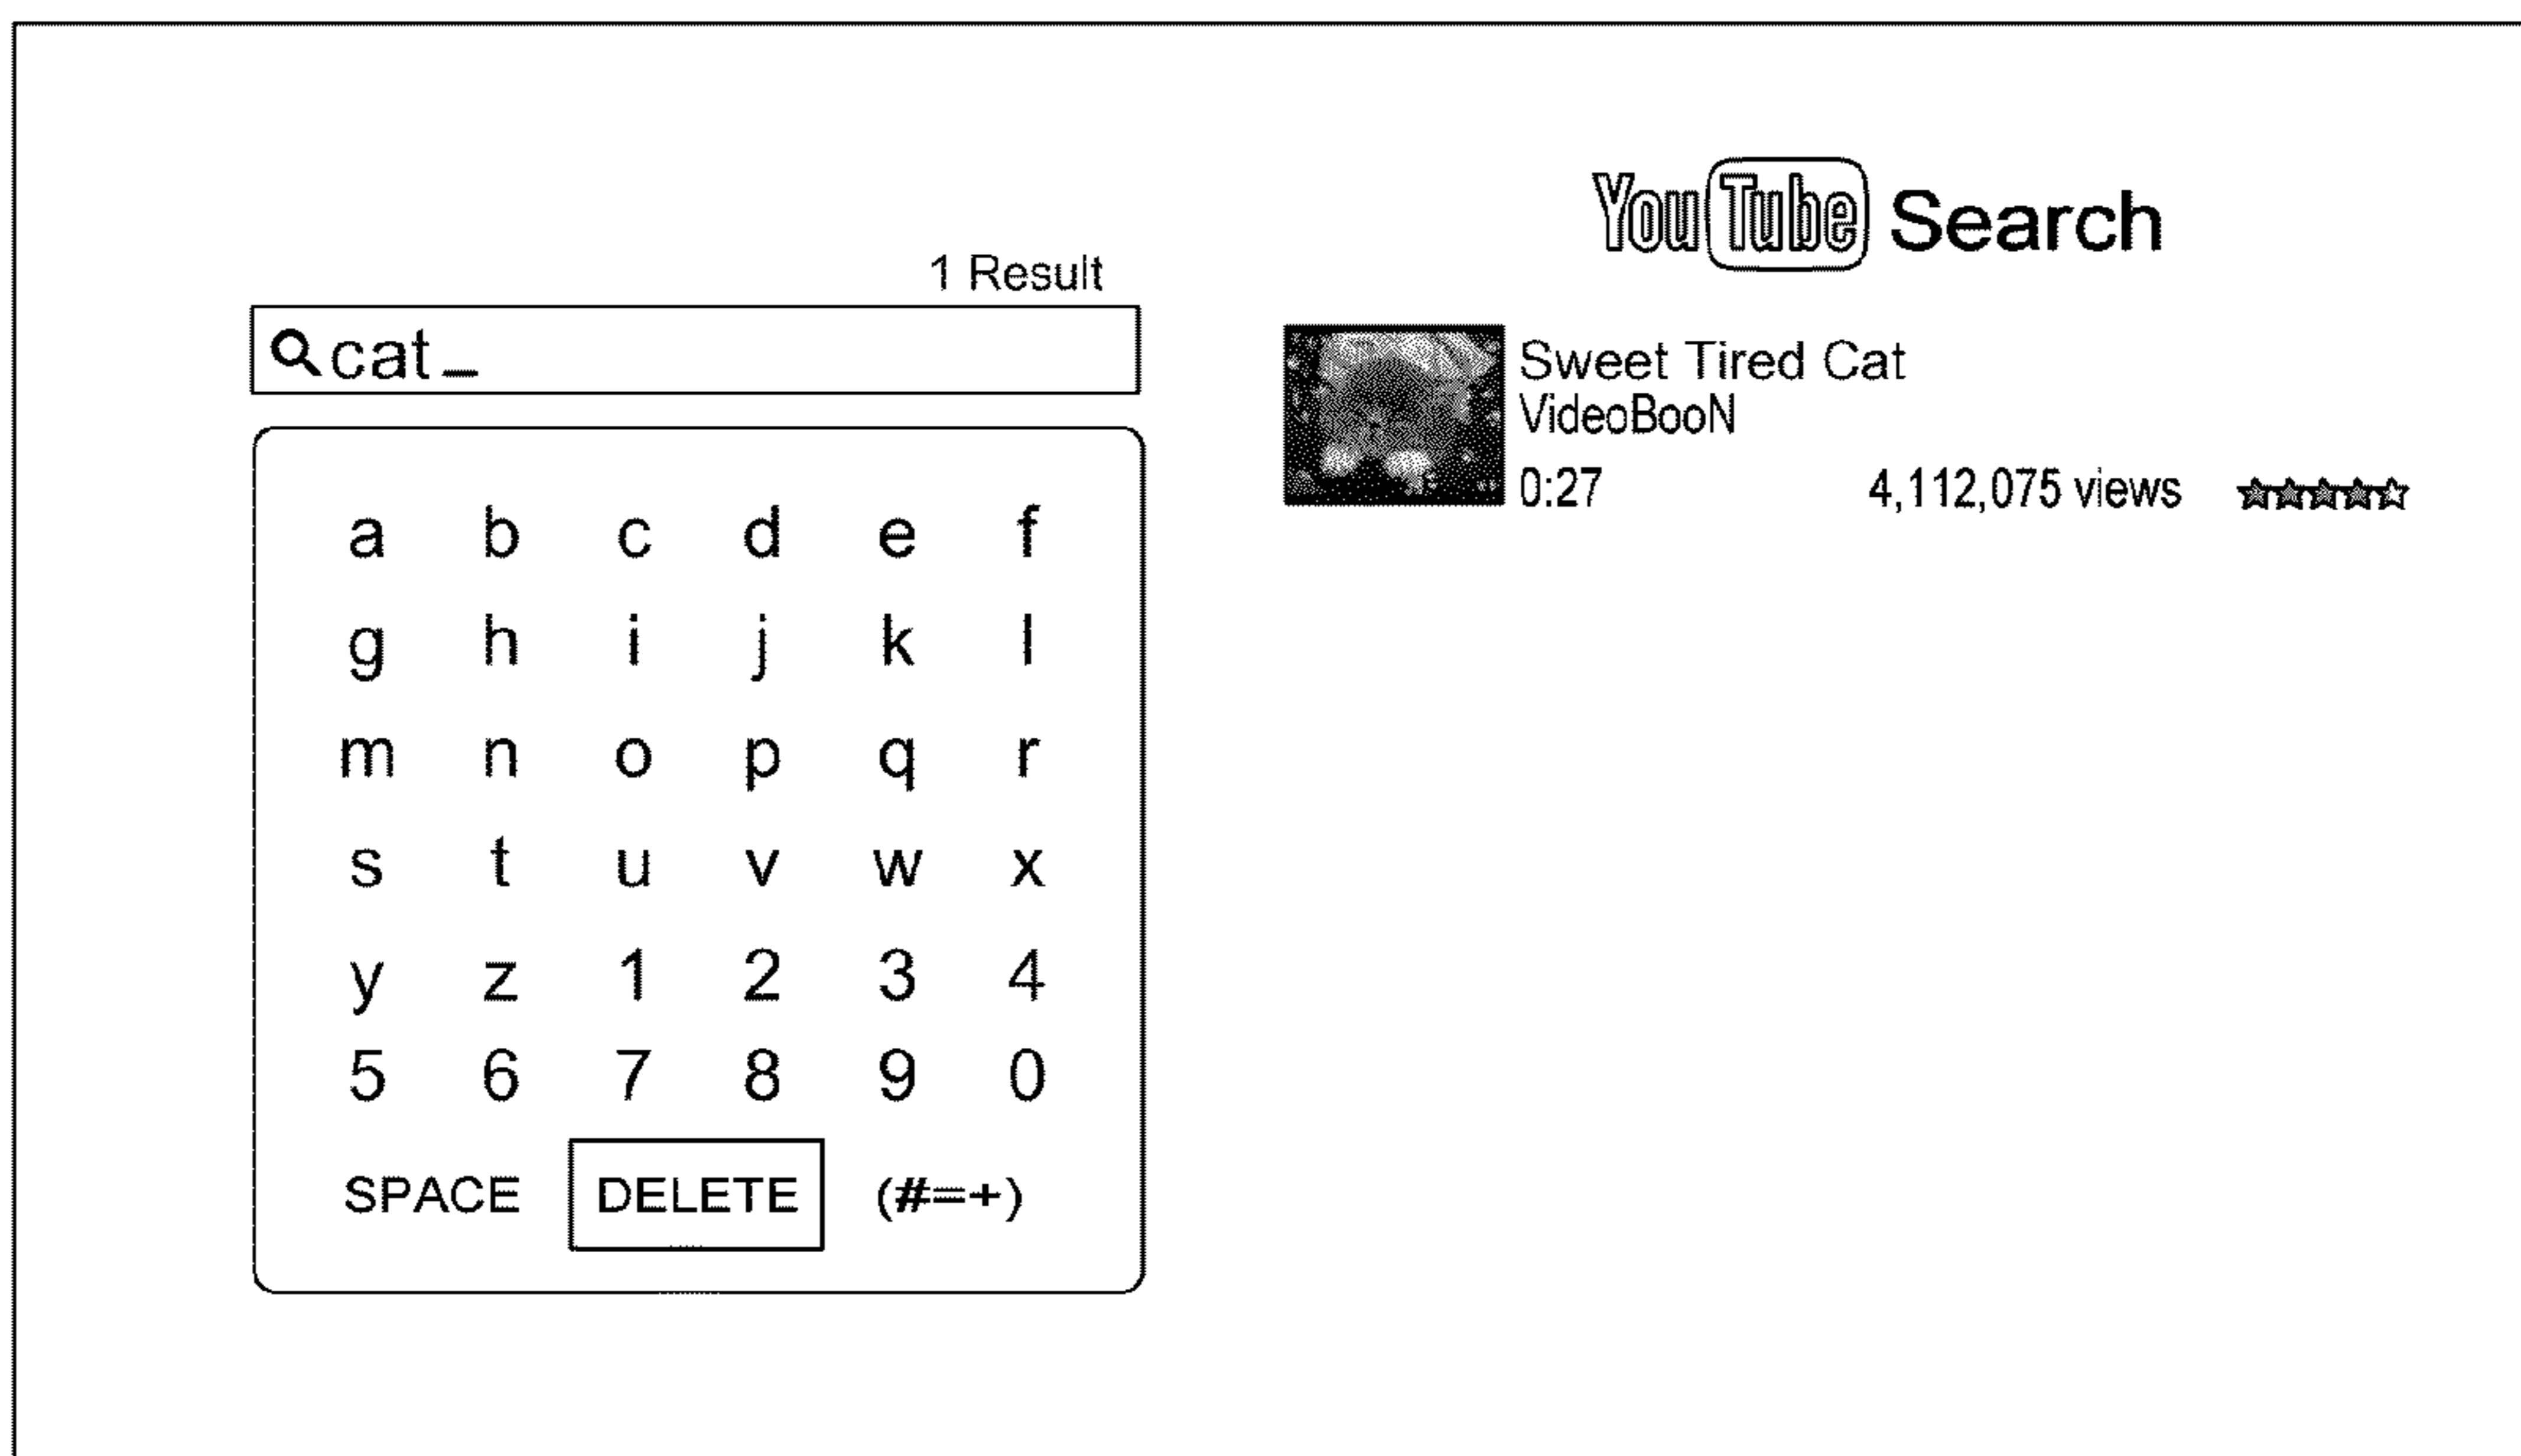 YouTube Search
1 Result
cat_
Sweet Tired Cat
VideoBooN
0:27 4,112,075 views
a b c d e f
g h i j k l
m n o p q r
s t u v w x
y z 1 2 3 4
5 6 7 8 9 0
SPACE DELETE (#=+)